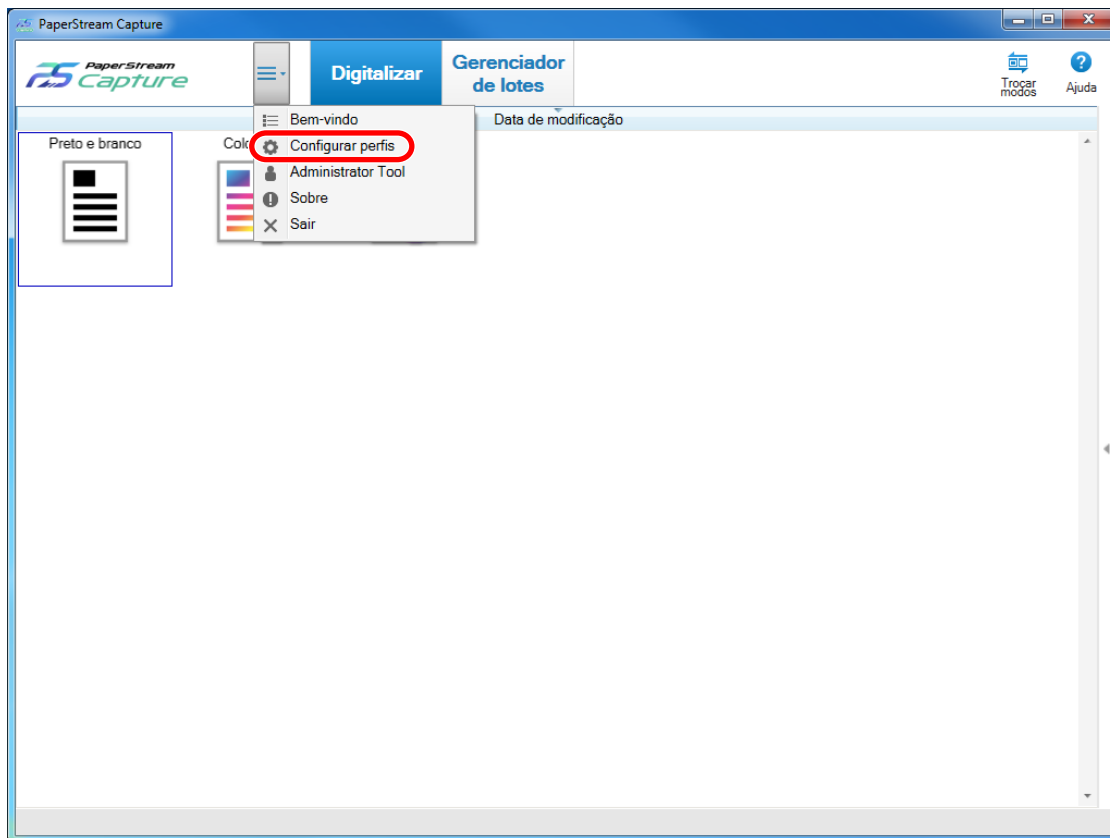 PaperStream Capture
PaperStream
Capture
Digitalizar
Gerenciador
de lotes
Trocar
modos
Ajuda
Data de modificação
Preto e branco
Bem-vindo
Configurar perfis
Administrator Tool
Sobre
Sair